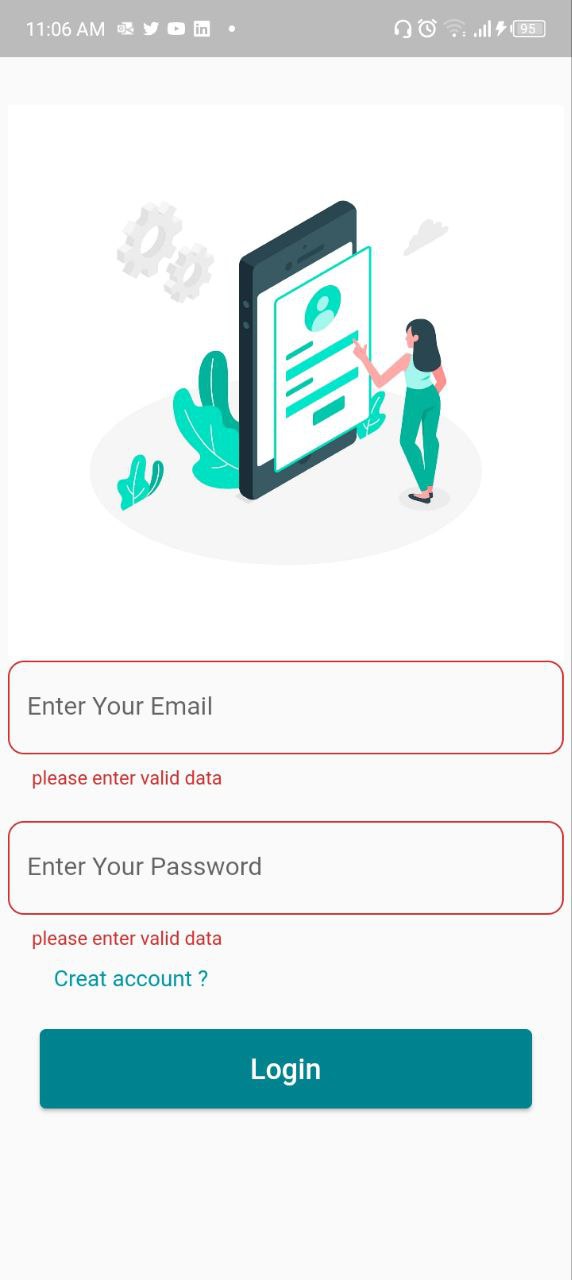 11:06 AM
95
Enter Your Email
please enter valid data
Enter Your Password
please enter valid data
Creat account ?
Login